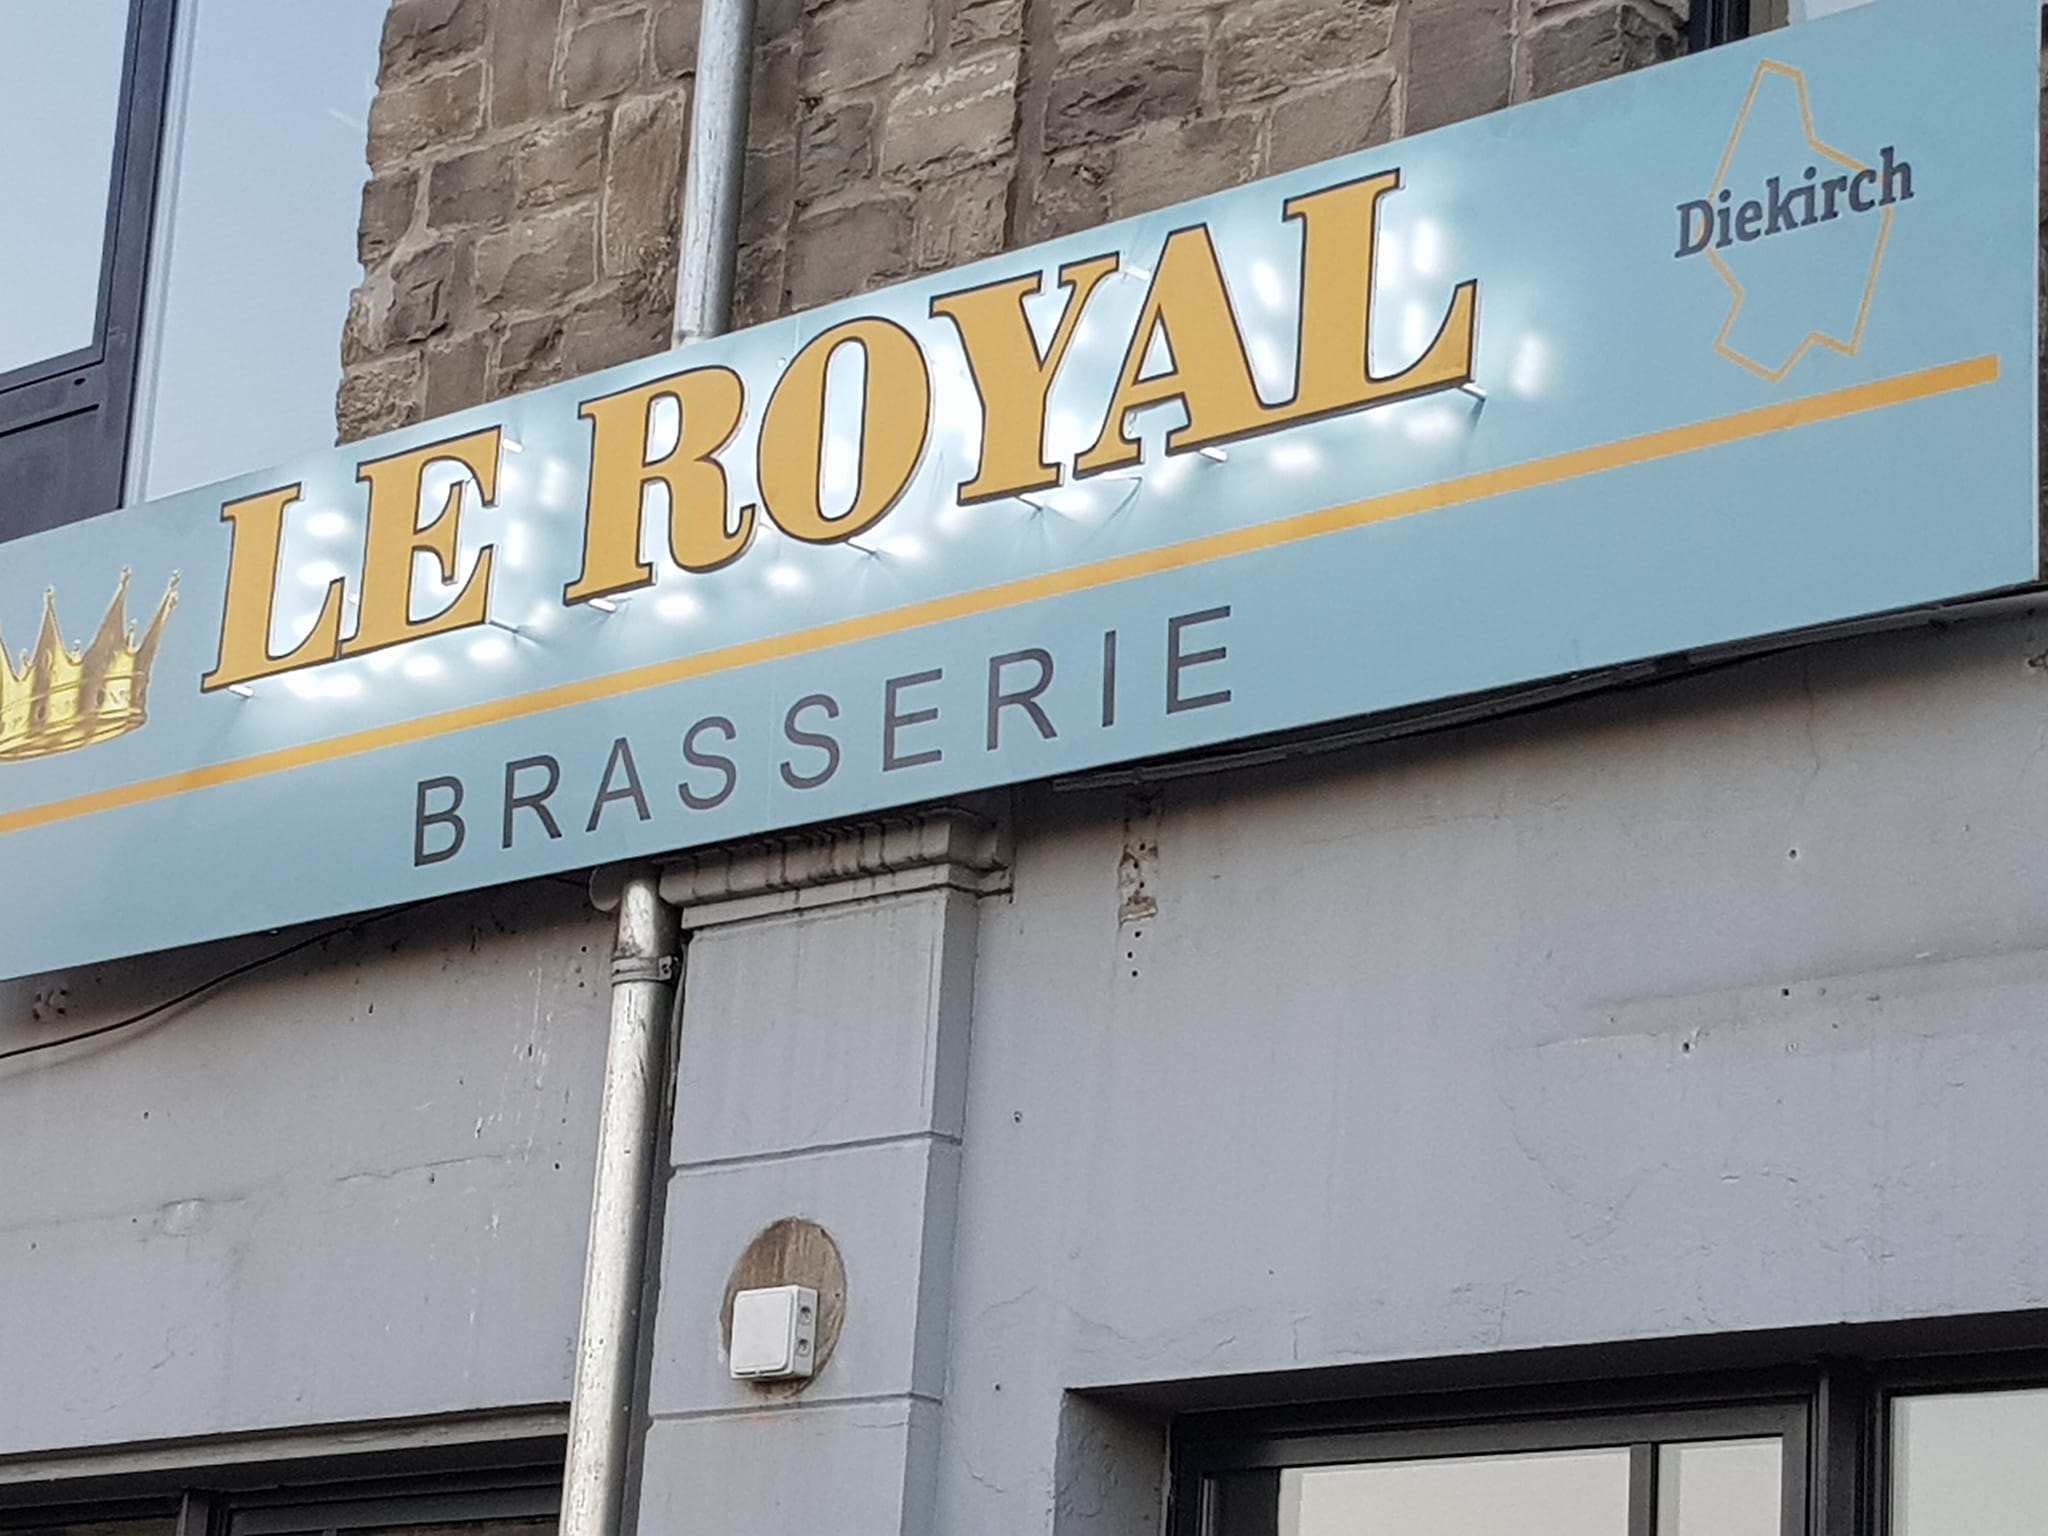 LE ROYAL
Diekirch
BRASSERIE